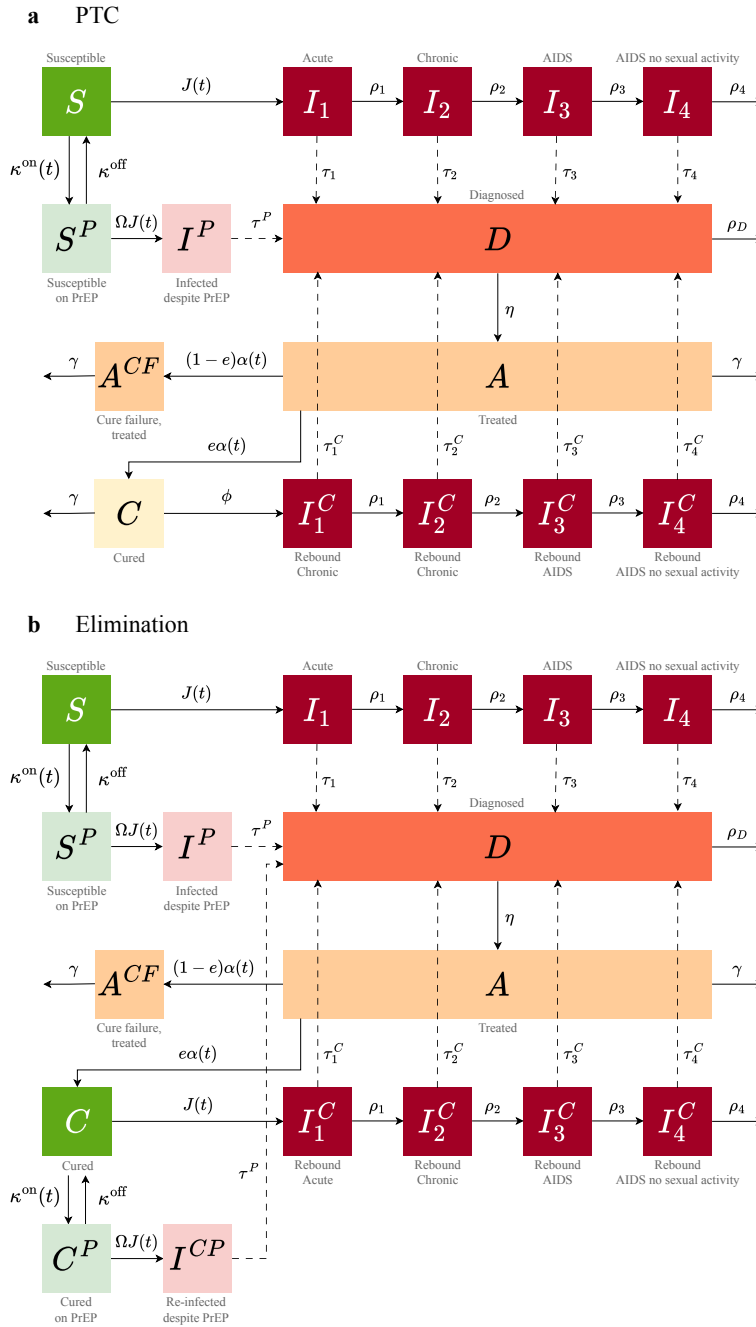 a PTC
Susceptible Acute Chronic AIDS AIDS no sexual activity
S J(t) I₁ ρ₁ I₂ ρ₂ I₃ ρ₃ I₄ ρ₄
κᵒⁿ(t) κᵒᶠᶠ τ₁ τ₂ τ₃ τ₄
Diagnosed
Sᴾ ΩJ(t) Iᴾ τᴾ D ρ_D
Susceptible Infected
on PrEP despite PrEP
η
γ A^{CF} (1 − e)α(t) A γ
Cure failure, Treated
treated
eα(t) τ₁ᶜ τ₂ᶜ τ₃ᶜ τ₄ᶜ
γ C ϕ I₁ᶜ ρ₁ I₂ᶜ ρ₂ I₃ᶜ ρ₃ I₄ᶜ ρ₄
Cured Rebound Rebound Rebound Rebound
Chronic Chronic AIDS AIDS no sexual activity
b Elimination
Susceptible Acute Chronic AIDS AIDS no sexual activity
S J(t) I₁ ρ₁ I₂ ρ₂ I₃ ρ₃ I₄ ρ₄
κᵒⁿ(t) κᵒᶠᶠ τ₁ τ₂ τ₃ τ₄
Diagnosed
Sᴾ ΩJ(t) Iᴾ τᴾ D ρ_D
Susceptible Infected
on PrEP despite PrEP
η
γ A^{CF} (1 − e)α(t) A γ
Cure failure, Treated
treated
eα(t) τ₁ᶜ τ₂ᶜ τ₃ᶜ τ₄ᶜ
C J(t) I₁ᶜ ρ₁ I₂ᶜ ρ₂ I₃ᶜ ρ₃ I₄ᶜ ρ₄
Cured Rebound Rebound Rebound Rebound
Acute Chronic AIDS AIDS no sexual activity
κᵒⁿ(t) κᵒᶠᶠ τᴾ
Cᴾ ΩJ(t) I^{CP}
Cured Re-infected
on PrEP despite PrEP